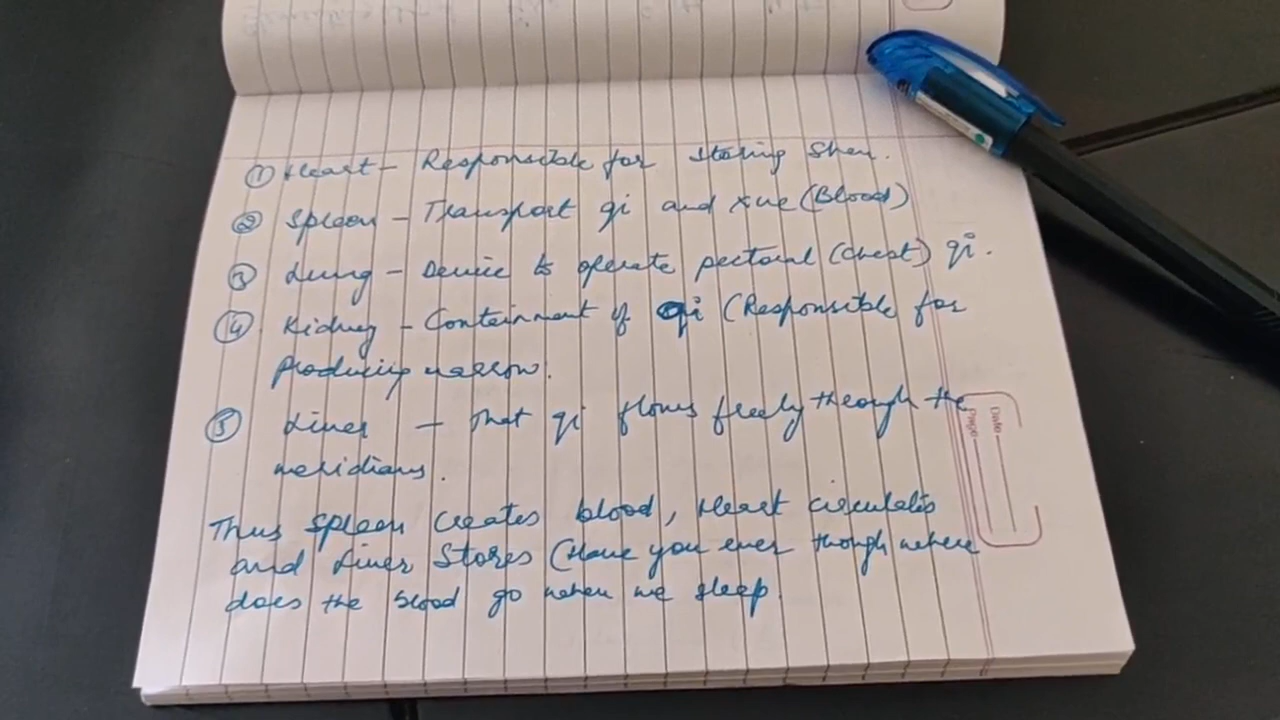 ① Heart - Responsible for storing Shen.
② Spleen - Transport qi and xue (Blood)
③ Lung - Device to operate pectoral (chest) qi.
④ Kidney - Containment of qi (Responsible for
producing marrow.
⑤ Liver - That qi flows freely through the
meridians.
Thus spleen creates blood, Heart circulates
and Liver Stores (Have you ever though where
does the blood go when we sleep
Date
Page